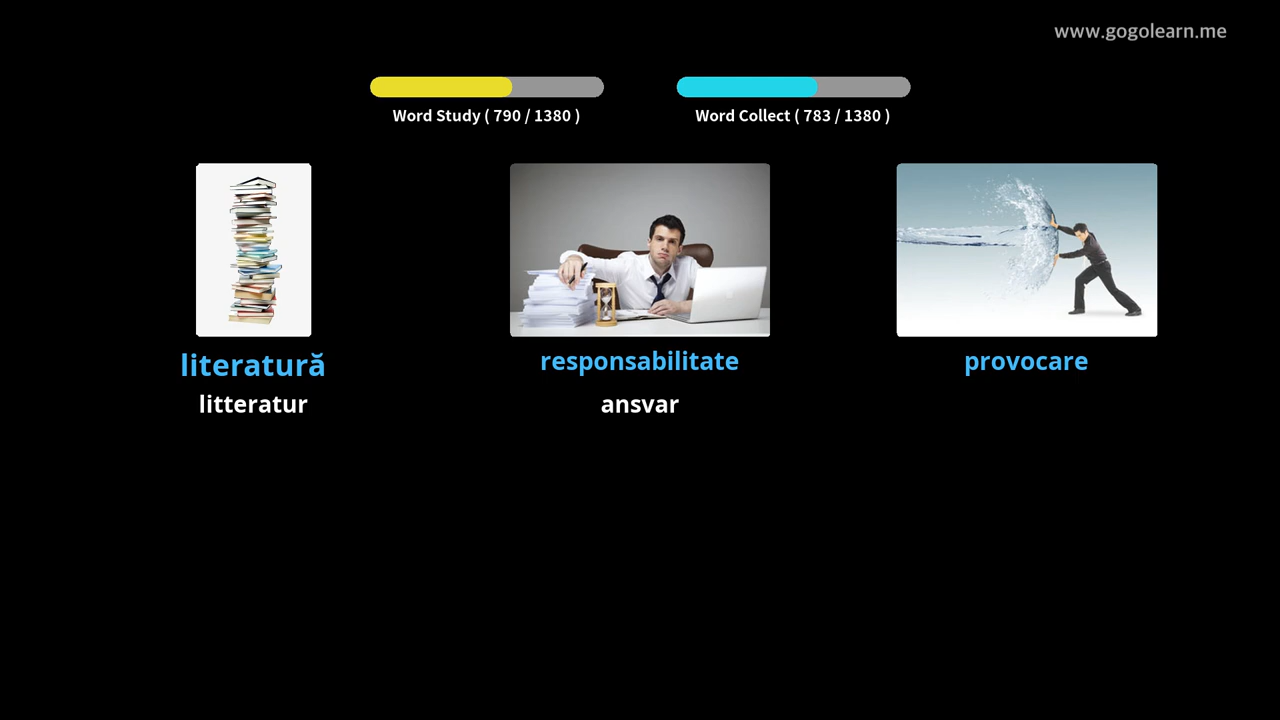 www.gogolearn.me
Word Study ( 790 / 1380 )
Word Collect ( 783 / 1380 )
literatură
responsabilitate
provocare
litteratur
ansvar